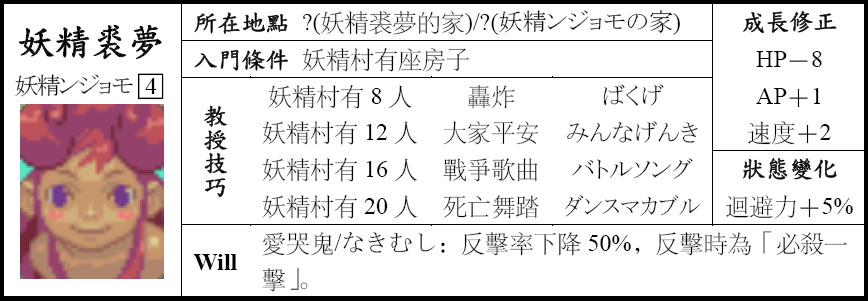 妖精裘夢
妖精ンジョモ 4
所在地點 ?(妖精裘夢的家)/?(妖精ンジョモの家)
入門條件 妖精村有座房子
教授技巧
妖精村有 8 人 轟炸 ばくげ
妖精村有 12 人 大家平安 みんなげんき
妖精村有 16 人 戰爭歌曲 バトルソング
妖精村有 20 人 死亡舞踏 ダンスマカブル
成長修正
HP－8
AP＋1
速度＋2
狀態變化
迴避力＋5%
Will
愛哭鬼/なきむし：反擊率下降 50%，反擊時為「必殺一
擊」。